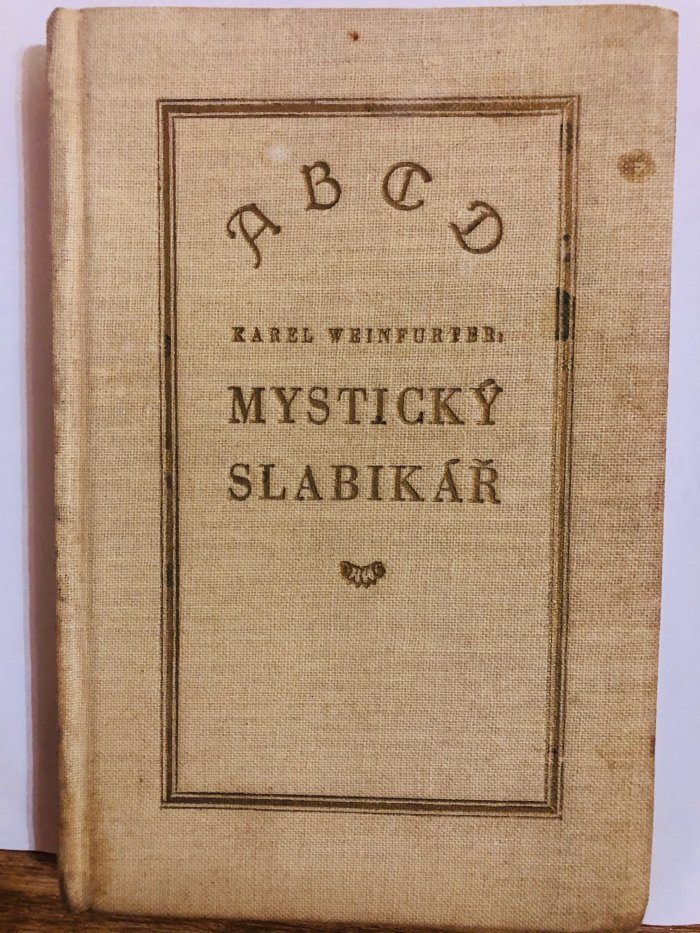 A B C D
KAREL WEINFURTER:
MYSTICKÝ
SLABIKÁŘ